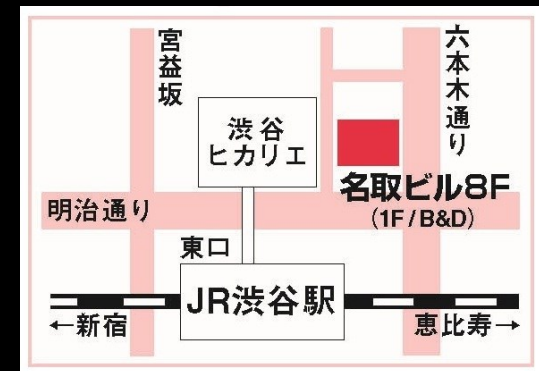 宮益坂
六本木通り
渋谷
ヒカリエ
名取ビル8F
(1F/B&D)
明治通り
東口
JR渋谷駅
←新宿
恵比寿→